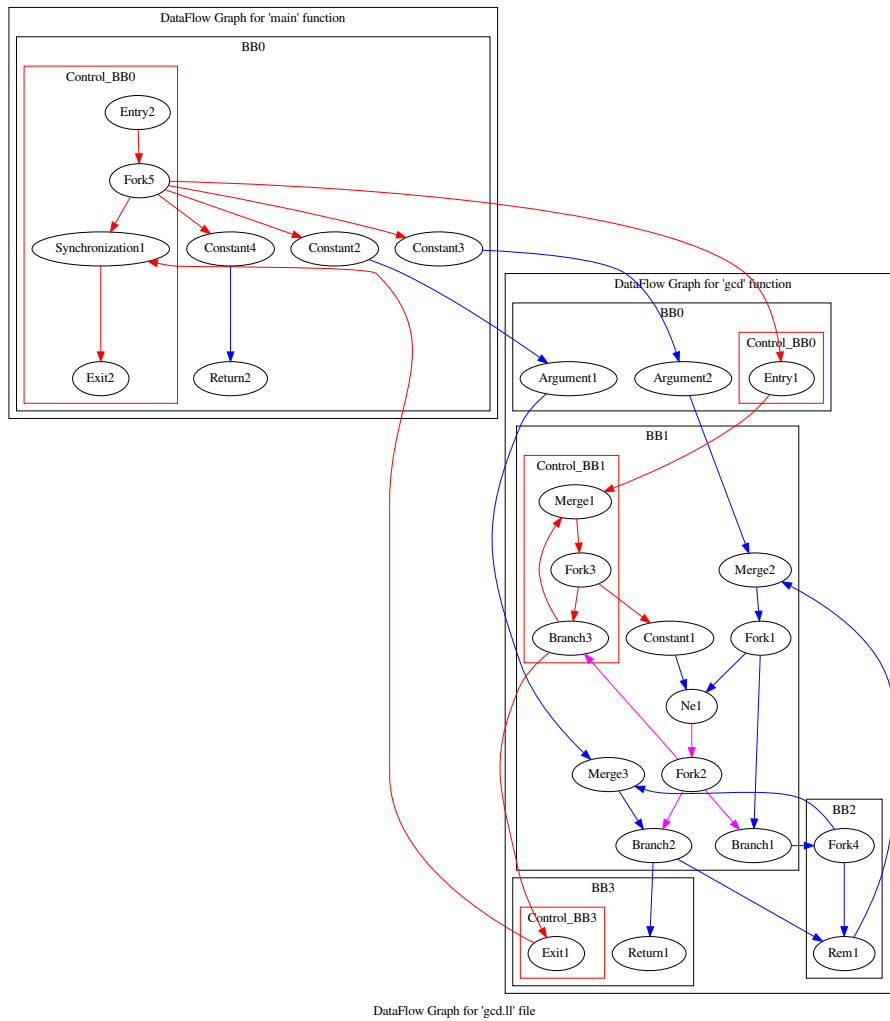 DataFlow Graph for 'main' function
BB0
Control_BB0
Entry2
Fork5
Synchronization1
Constant4
Constant2
Constant3
Exit2
Return2
DataFlow Graph for 'gcd' function
BB0
Control_BB0
Argument1
Argument2
Entry1
BB1
Control_BB1
Merge1
Fork3
Merge2
Branch3
Constant1
Fork1
Ne1
Merge3
Fork2
BB2
Branch2
Branch1
Fork4
BB3
Control_BB3
Exit1
Return1
Rem1
DataFlow Graph for 'gcd.ll' file